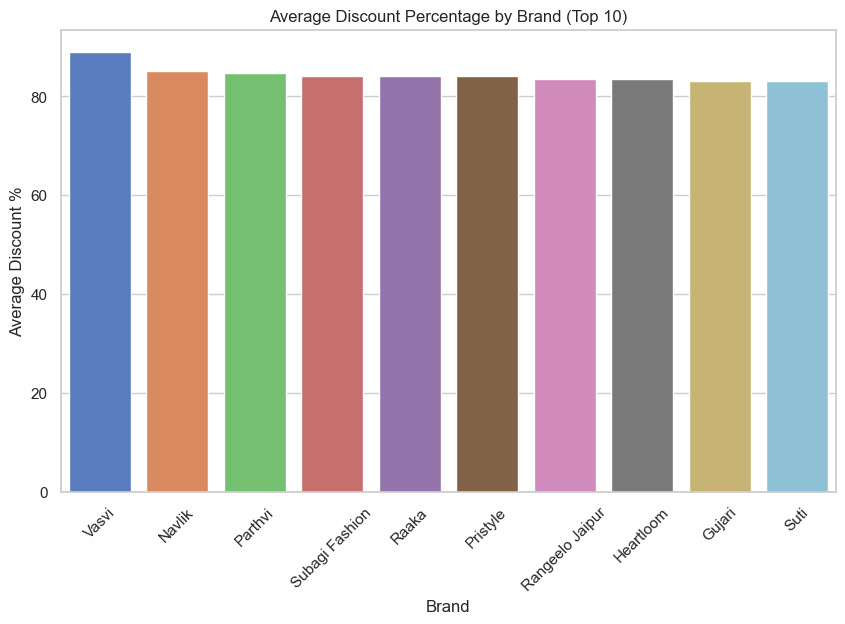 Average Discount Percentage by Brand (Top 10)
Average Discount %
80
60
40
20
0
Vasvi
Navlik
Parthvi
Subagi Fashion
Raaka
Pristyle
Rangeelo Jaipur
Heartloom
Gujari
Suti
Brand